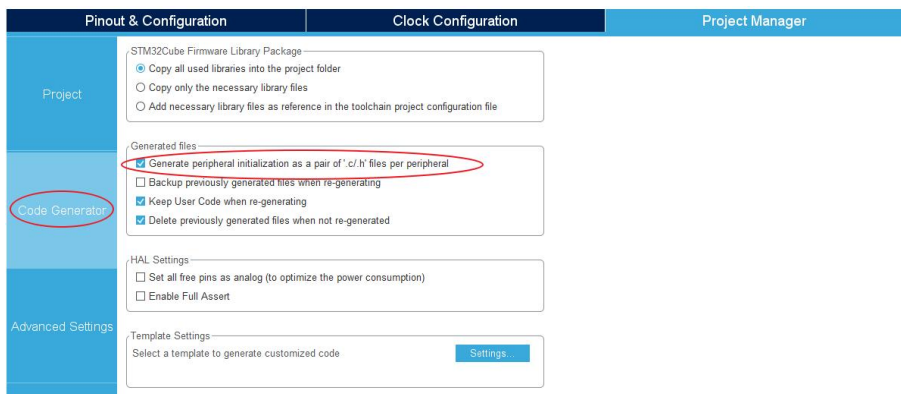 Pinout & Configuration
Clock Configuration
Project Manager
Project
Code Generator
Advanced Settings
STM32Cube Firmware Library Package
Copy all used libraries into the project folder
Copy only the necessary library files
Add necessary library files as reference in the toolchain project configuration file
Generated files
Generate peripheral initialization as a pair of '.c/.h' files per peripheral
Backup previously generated files when re-generating
Keep User Code when re-generating
Delete previously generated files when not re-generated
HAL Settings
Set all free pins as analog (to optimize the power consumption)
Enable Full Assert
Template Settings
Select a template to generate customized code
Settings...